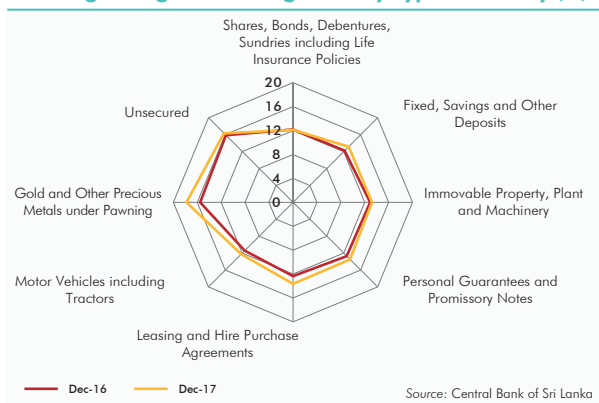 Shares, Bonds, Debentures,
Sundries including Life
Insurance Policies
20
16
12
8
4
0
Unsecured
Fixed, Savings and Other
Deposits
Gold and Other Precious
Metals under Pawning
Immovable Property, Plant
and Machinery
Motor Vehicles including
Tractors
Personal Guarantees and
Promissory Notes
Leasing and Hire Purchase
Agreements
Dec-16
Dec-17
Source: Central Bank of Sri Lanka